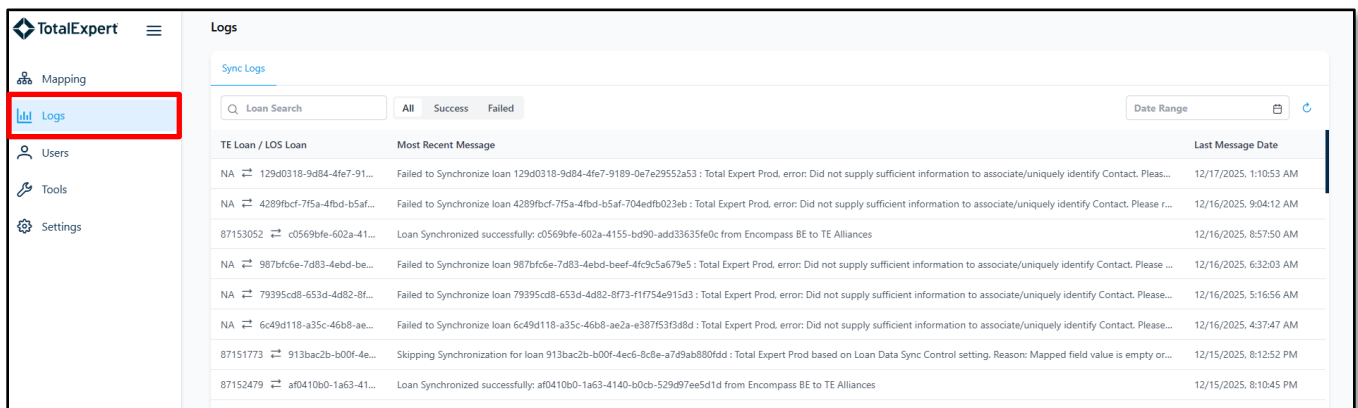 TotalExpert
Logs
Mapping
Logs
Users
Tools
Settings
Sync Logs
Loan Search All Success Failed Date Range
TE Loan / LOS Loan Most Recent Message Last Message Date
NA ⇄ 129d0318-9d84-4fe7-91... Failed to Synchronize loan 129d0318-9d84-4fe7-9189-0e7e29552a53 : Total Expert Prod, error: Did not supply sufficient information to associate/uniquely identify Contact. Pleas... 12/17/2025, 1:10:53 AM
NA ⇄ 4289fbcf-7f5a-4fbd-b5af... Failed to Synchronize loan 4289fbcf-7f5a-4fbd-b5af-704edfb023eb : Total Expert Prod, error: Did not supply sufficient information to associate/uniquely identify Contact. Please r... 12/16/2025, 9:04:12 AM
87153052 ⇄ c0569bfe-602a-41... Loan Synchronized successfully: c0569bfe-602a-4155-bd90-add33635fe0c from Encompass BE to TE Alliances 12/16/2025, 8:57:50 AM
NA ⇄ 987bfc6e-7d83-4ebd-be... Failed to Synchronize loan 987bfc6e-7d83-4ebd-beef-4fc9c5a679e5 : Total Expert Prod, error: Did not supply sufficient information to associate/uniquely identify Contact. Please ... 12/16/2025, 6:32:03 AM
NA ⇄ 79395cd8-653d-4d82-8f... Failed to Synchronize loan 79395cd8-653d-4d82-8f73-f1f754e915d3 : Total Expert Prod, error: Did not supply sufficient information to associate/uniquely identify Contact. Please... 12/16/2025, 5:16:56 AM
NA ⇄ 6c49d118-a35c-46b8-ae... Failed to Synchronize loan 6c49d118-a35c-46b8-ae2a-e387f53f3d8d : Total Expert Prod, error: Did not supply sufficient information to associate/uniquely identify Contact. Please... 12/16/2025, 4:37:47 AM
87151773 ⇄ 913bac2b-b00f-4e... Skipping Synchronization for loan 913bac2b-b00f-4ec6-8c8e-a7d9ab880fdd : Total Expert Prod based on Loan Data Sync Control setting. Reason: Mapped field value is empty or... 12/15/2025, 8:12:52 PM
87152479 ⇄ af0410b0-1a63-41... Loan Synchronized successfully: af0410b0-1a63-4140-b0cb-529d97ee5d1d from Encompass BE to TE Alliances 12/15/2025, 8:10:45 PM